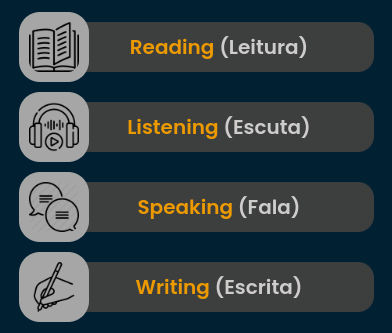 Reading (Leitura)
Listening (Escuta)
Speaking (Fala)
Writing (Escrita)